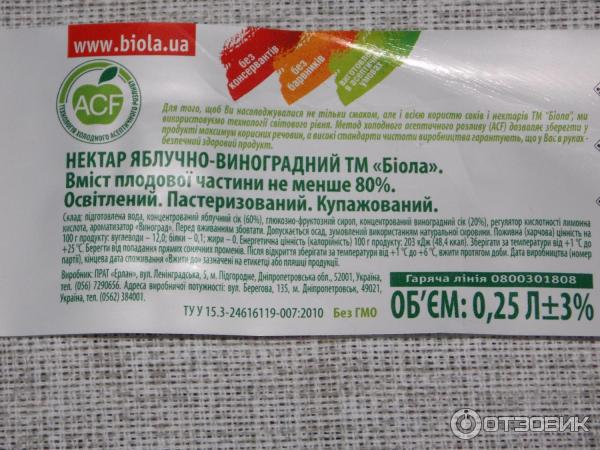 www.biola.ua
без
консервантів
без
барвників
виготовлено
в асептичних
умовах
ACF
ТЕХНОЛОГІЯ ХОЛОДНОГО АСЕПТИЧНОГО РОЗЛИВУ
Для того, щоб Ви насолоджувалися не тільки смаком, але і всією користю соків і нектарів ТМ "Біола", ми
використовуємо технології світового рівня. Метод холодного асептичного розливу (ACF) дозволяє зберегти у
продукті максимум корисних речовин, а високі стандарти чистоти виробництва гарантують, що у Вас в руках -
безпечний здоровий продукт.
НЕКТАР ЯБЛУЧНО-ВИНОГРАДНИЙ ТМ «Біола».
Вміст плодової частини не менше 80%.
Освітлений. Пастеризований. Купажований.
Склад: підготовлена вода, концентрований яблучний сік (60%), глюкозно-фруктозний сироп, концентрований виноградний сік (20%), регулятор кислотності лимонна
кислота, ароматизатор «Виноград». Перед вживанням збовтати. Допускається осад, зумовлений використанням натуральної сировини. Поживна (харчова) цінність на
100 г продукту: вуглеводи – 12,0; білки – 0,1; жири – 0. Енергетична цінність (калорійність) 100 г продукту: 203 кДж (48,4 ккал). Зберігати за температури від +1 °С до
+25 °С. Берегти від попадання прямих сонячних променів. Після відкриття зберігати за температури від +1 °С до + 6 °С, вжити протягом доби. Дата виробництва (номер
партії), кінцева дата споживання «Вжити до» зазначені на етикетці або пляшці продукції.
Виробник: ПРАТ «Ерлан», вул. Ленінградська, 5, м. Підгородне, Дніпропетровська обл., 52001, Україна,
тел. (056) 7290656. Адреса виробничої потужності: вул. Берегова, 135, м. Дніпропетровськ, 49021,
Україна, тел. (0562) 384001.
Гаряча лінія 0800301808
ТУ У 15.3-24616119-007:2010 Без ГМО
ОБ'ЄМ: 0,25 Л±3%
ОТЗОВИК